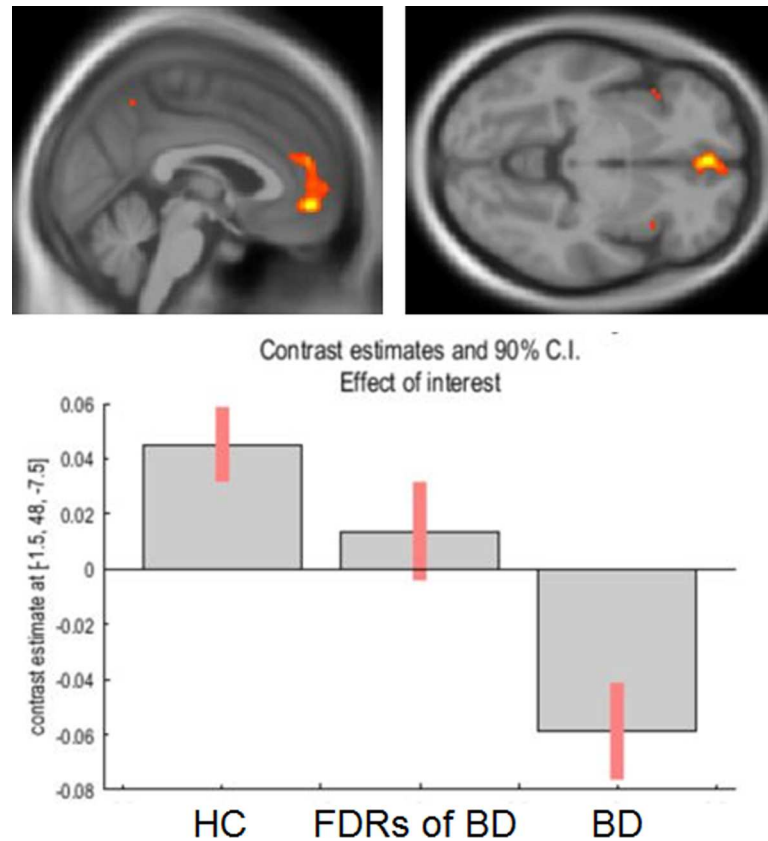 Contrast estimates and 90% C.I.
Effect of interest
contrast estimate at [-1.5, 48, -7.5]
0.06
0.04
0.02
0
-0.02
-0.04
-0.06
-0.08
HC FDRs of BD BD